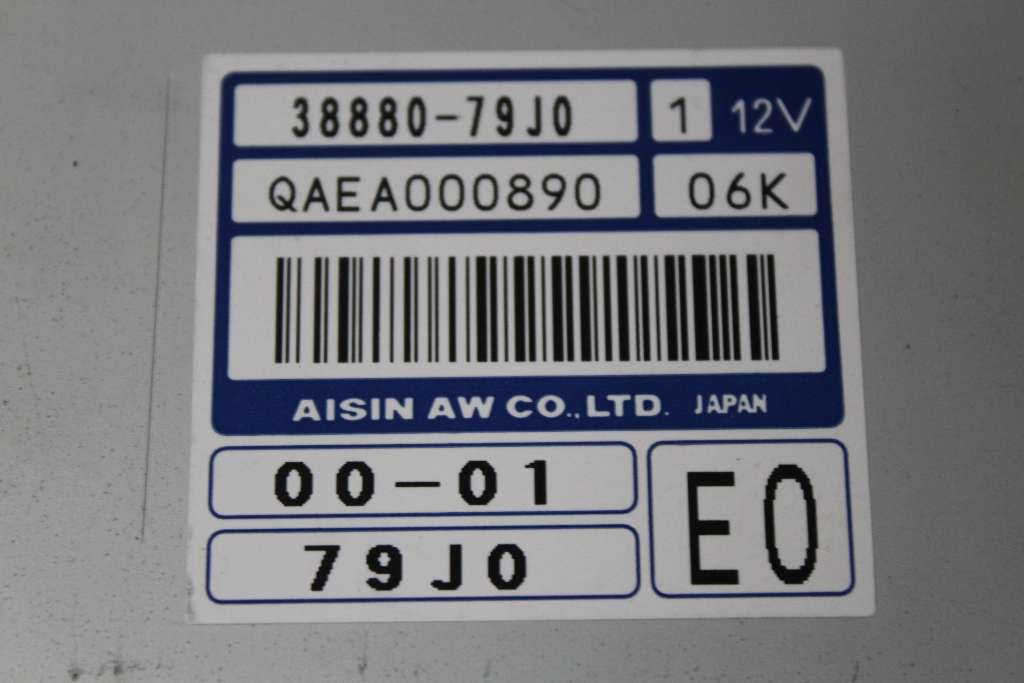 38880-79J0 1 12V
QAEA000890 06K
AISIN AW CO.,LTD. JAPAN
00-01
79J0
E0